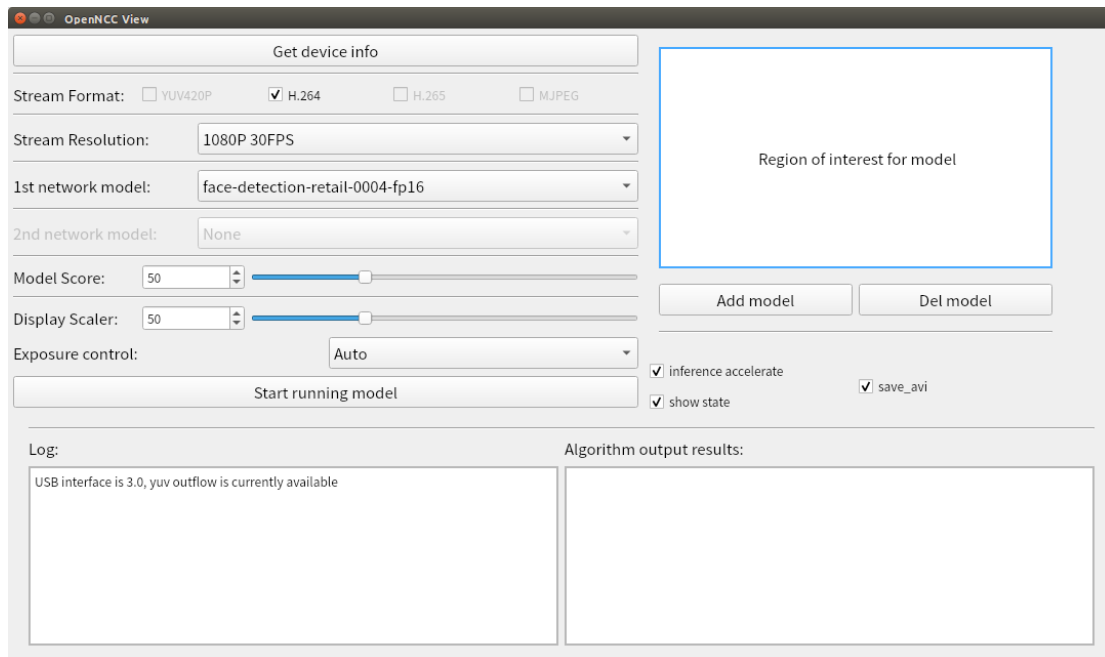 OpenNCC View
Get device info
Stream Format: YUV420P H.264 H.265 MJPEG
Stream Resolution: 1080P 30FPS
1st network model: face-detection-retail-0004-fp16
2nd network model: None
Model Score: 50
Display Scaler: 50
Exposure control: Auto
Start running model
Region of interest for model
Add model Del model
inference accelerate
save_avi
show state
Log:
USB interface is 3.0, yuv outflow is currently available
Algorithm output results: